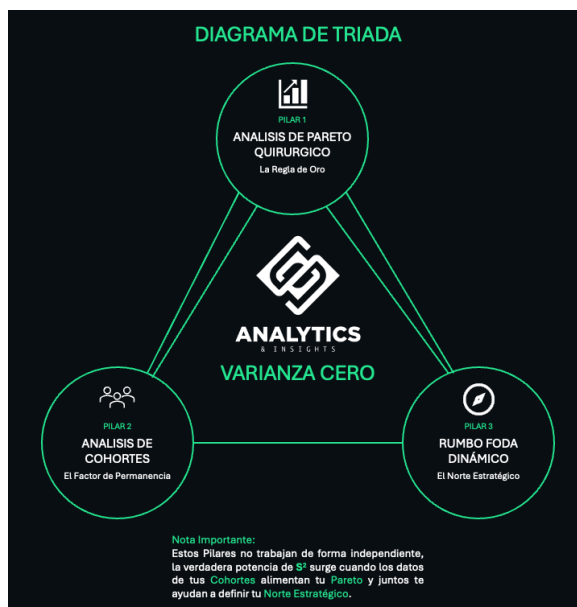 DIAGRAMA DE TRIADA
PILAR 1
ANALISIS DE PARETO
QUIRURGICO
La Regla de Oro
ANALYTICS
& INSIGHTS
VARIANZA CERO
PILAR 2
ANALISIS DE
COHORTES
El Factor de Permanencia
PILAR 3
RUMBO FODA
DINÁMICO
El Norte Estratégico
Nota Importante:
Estos Pilares no trabajan de forma independiente,
la verdadera potencia de S² surge cuando los datos
de tus Cohortes alimentan tu Pareto y juntos te
ayudan a definir tu Norte Estratégico.